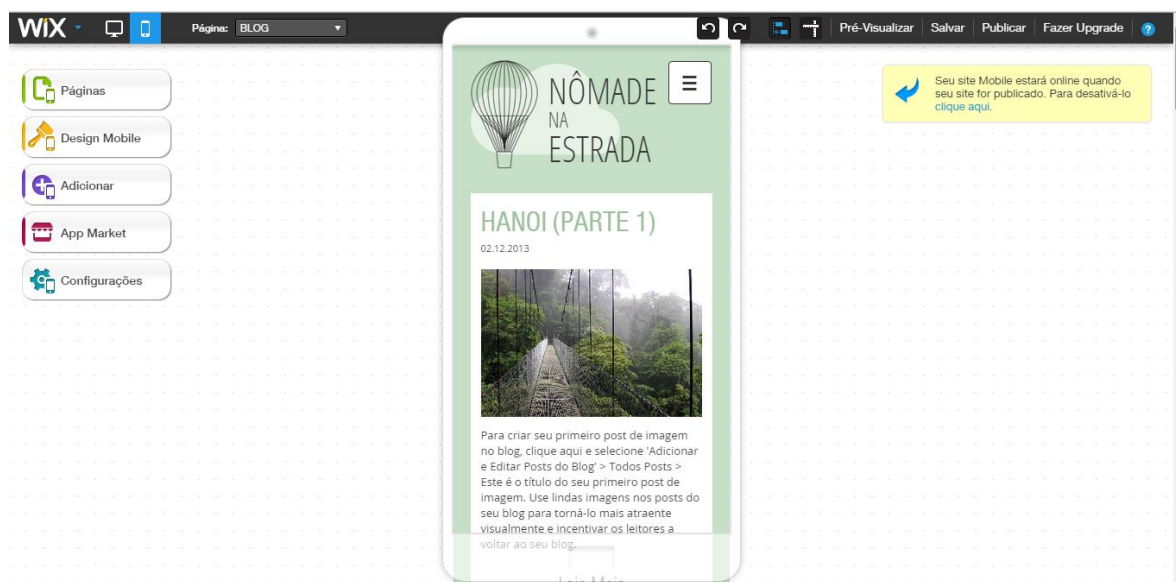 WiX
Página: BLOG
Pré-Visualizar
Salvar
Publicar
Fazer Upgrade
?
Páginas
Design Mobile
Adicionar
App Market
Configurações
NÔMADE
NA
ESTRADA
HANOI (PARTE 1)
02.12.2013
Para criar seu primeiro post de imagem
no blog, clique aqui e selecione 'Adicionar
e Editar Posts do Blog' > Todos Posts >
Este é o título do seu primeiro post de
imagem. Use lindas imagens nos posts do
seu blog para torná-lo mais atraente
visualmente e incentivar os leitores a
voltar ao seu blog.
Leia Mais
Seu site Mobile estará online quando
seu site for publicado. Para desativá-lo
clique aqui.